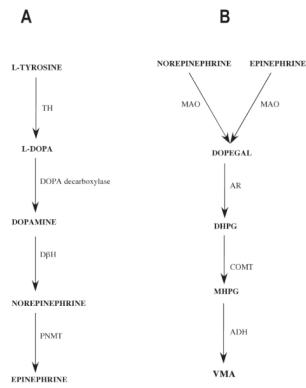 A
L-TYROSINE
TH
L-DOPA
DOPA decarboxylase
DOPAMINE
DβH
NOREPINEPHRINE
PNMT
EPINEPHRINE
B
NOREPINEPHRINE EPINEPHRINE
MAO MAO
DOPEGAL
AR
DHPG
COMT
MHPG
ADH
VMA